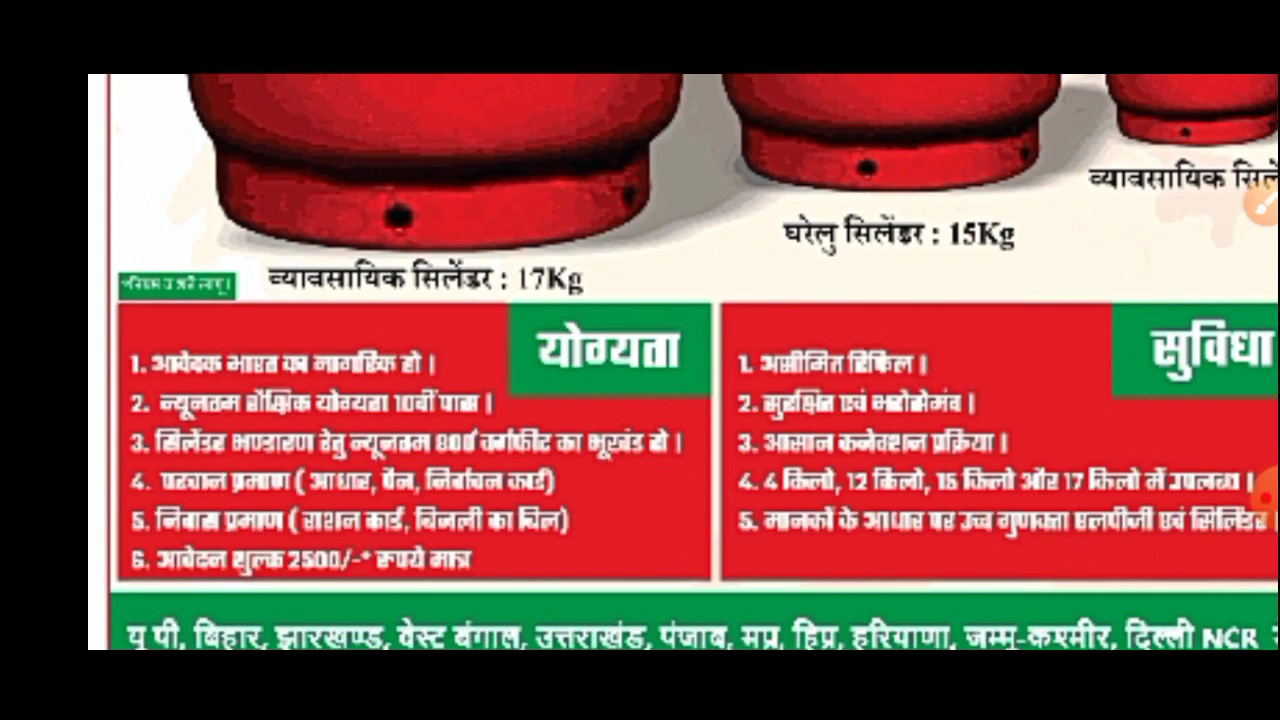 व्यावसायिक सिलें
घरेलु सिलेंडर : 15Kg
व्यावसायिक सिलेंडर : 17Kg
योग्यता
1. आवेदक भारत का नागरिक हो |
2. न्यूनतम शैक्षिक योग्यता 10वीं पास |
3. सिलेंडर भण्डारण हेतु न्यूनतम 800 वर्गफीट का भूखंड हो |
4. पहचान प्रमाण ( आधार, पैन, निर्वाचन कार्ड)
5. निवास प्रमाण ( राशन कार्ड, बिजली का बिल)
6. आवेदन शुल्क 2500/-* रूपये मात्र
सुविधा
1. असीमित रिफिल |
2. सुरक्षित एवं भरोसेमंद |
3. आसान कनेक्शन प्रक्रिया |
4. 4 किलो, 12 किलो, 15 किलो और 17 किलो में उपलब्ध |
5. मानकों के आधार पर उच्च गुणवत्ता एलपीजी एवं सिलिंडर
यू पी, बिहार, झारखण्ड, वेस्ट बंगाल, उत्तराखंड, पंजाब, मप्र, हिप्र, हरियाणा, जम्मू-कश्मीर, दिल्ली NCR